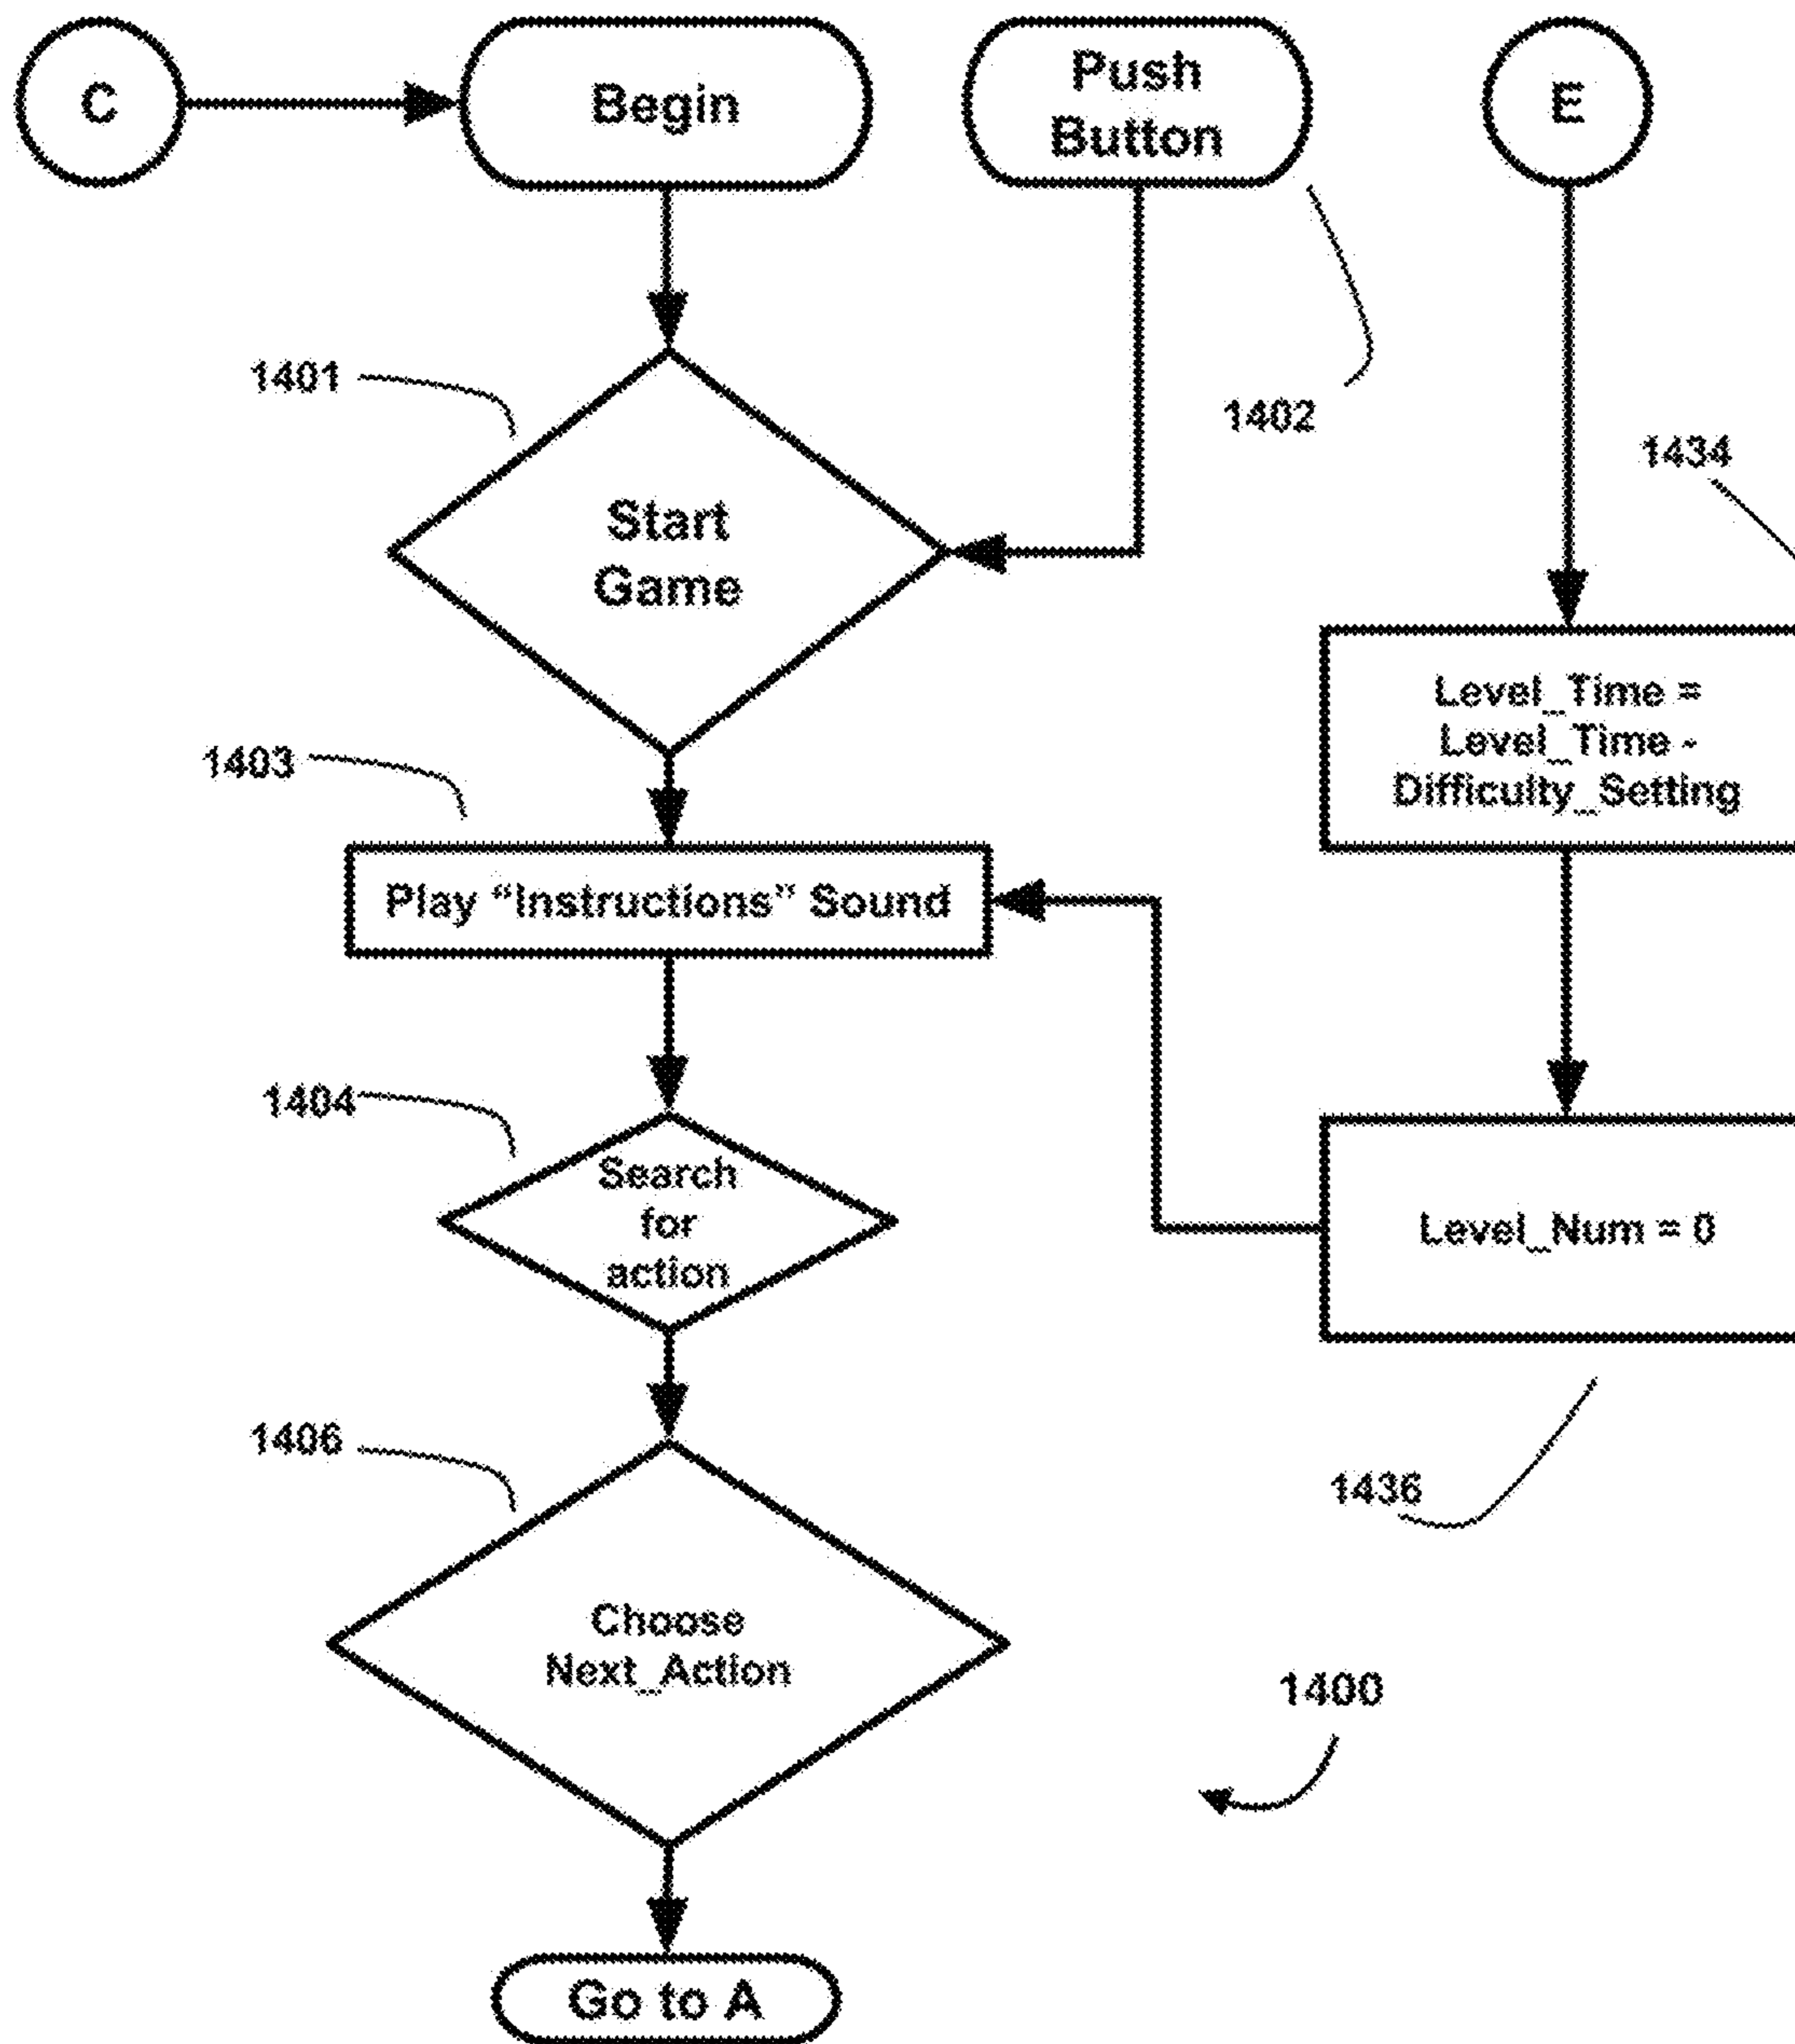 C
Begin
Push
Button
E
1401
1402
1434
Start
Game
Level_Time =
Level_Time -
Difficulty_Setting
1403
Play “Instructions” Sound
1404
Search
for
action
Level_Num = 0
1406
1436
Choose
Next_Action
1400
Go to A